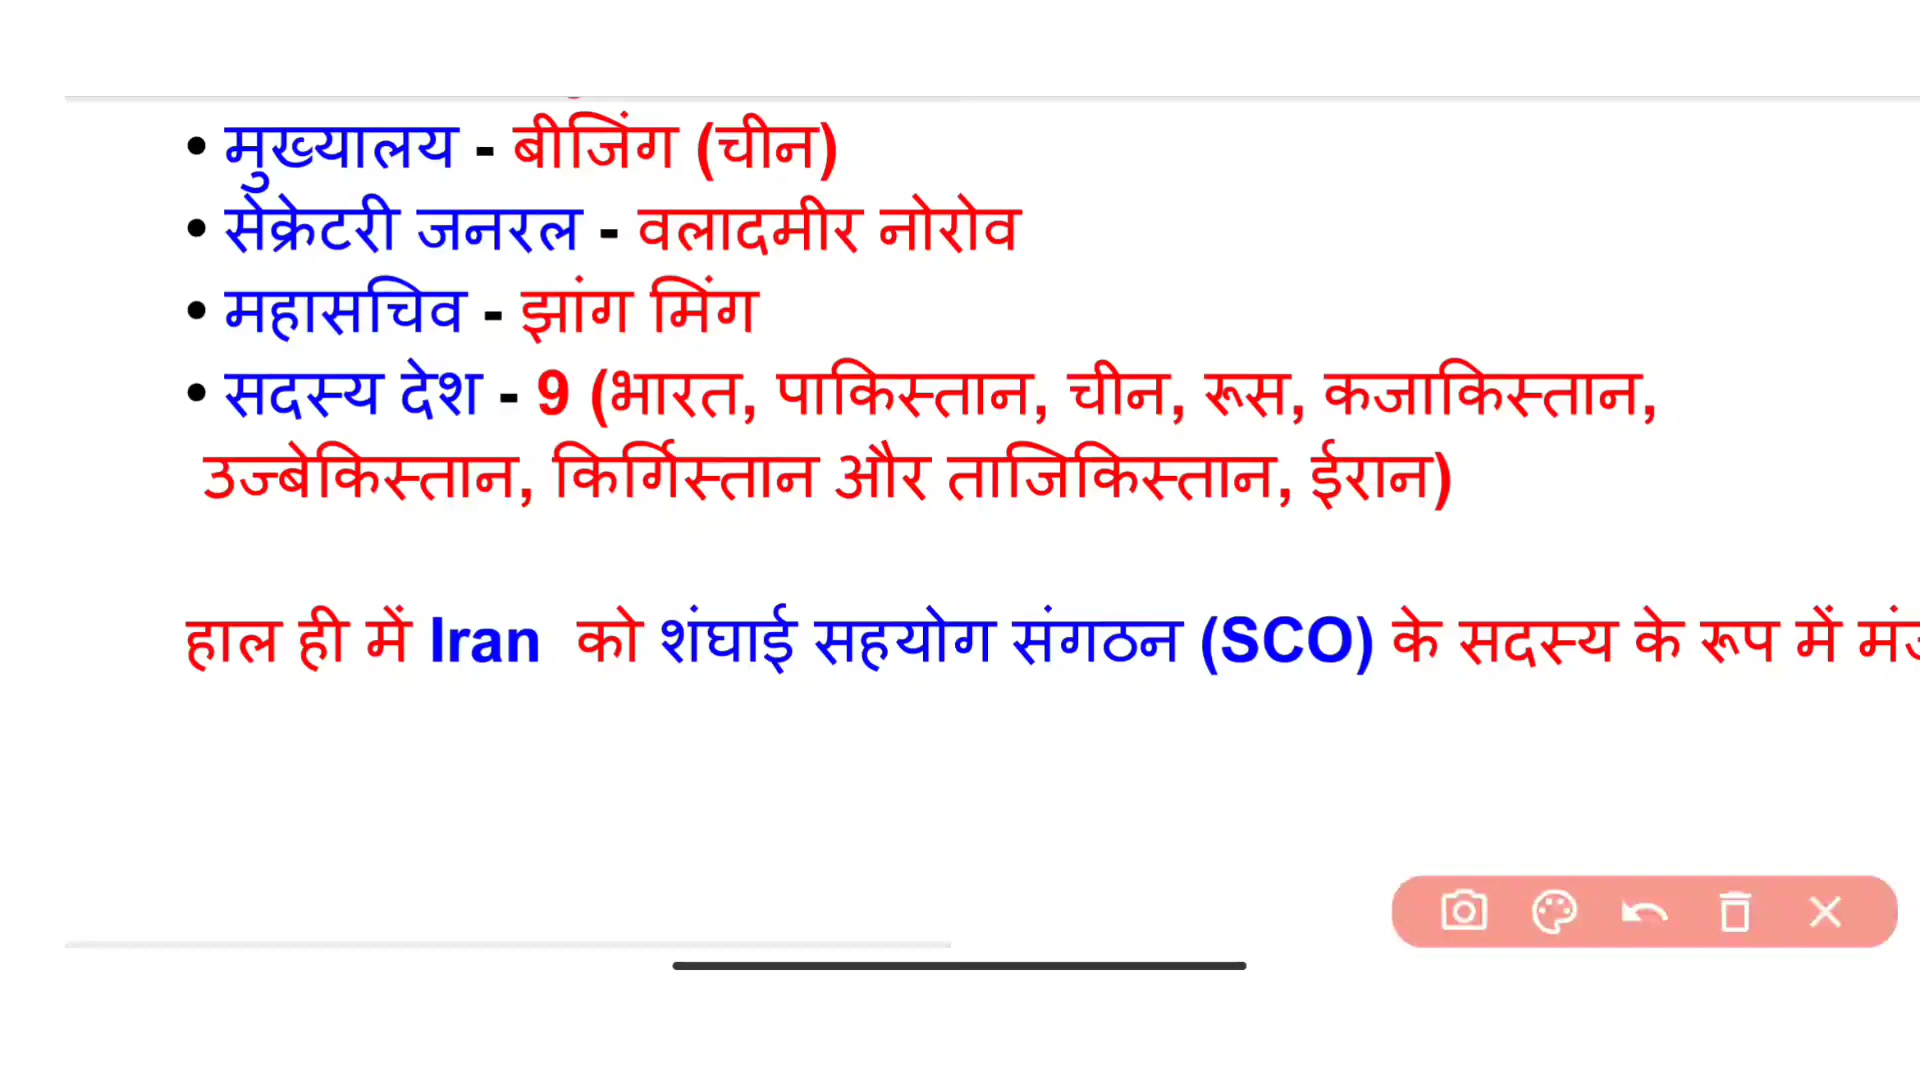 • मुख्यालय - बीजिंग (चीन)
• सेक्रेटरी जनरल - वलादमीर नोरोव
• महासचिव - झांग मिंग
• सदस्य देश - 9 (भारत, पाकिस्तान, चीन, रूस, कजाकिस्तान,
उज्बेकिस्तान, किर्गिस्तान और ताजिकिस्तान, ईरान)
हाल ही में Iran को शंघाई सहयोग संगठन (SCO) के सदस्य के रूप में